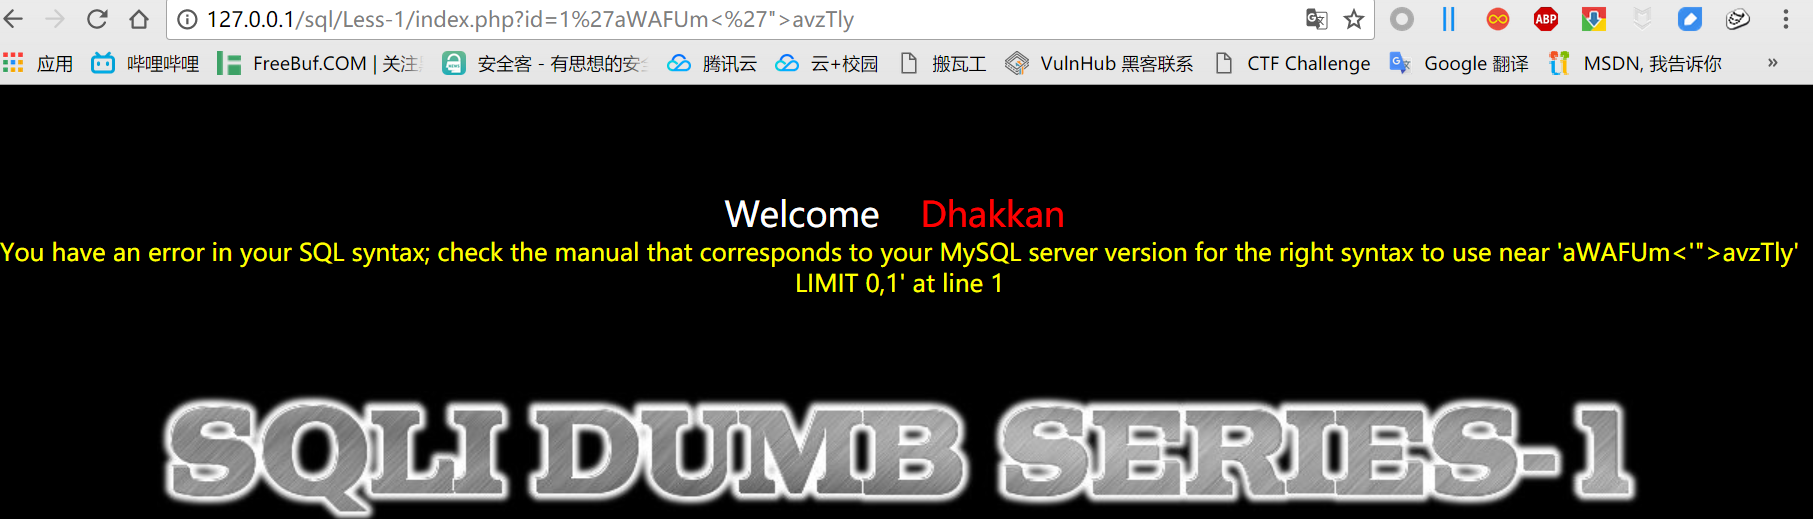 127.0.0.1/sql/Less-1/index.php?id=1%27aWAFUm<%27">avzTly
ABP
应用 哔哩哔哩 FreeBuf.COM | 关注 安全客 - 有思想的安 腾讯云 云+校园 搬瓦工 VulnHub 黑客联系 CTF Challenge Google 翻译 MSDN, 我告诉你 »
Welcome Dhakkan
You have an error in your SQL syntax; check the manual that corresponds to your MySQL server version for the right syntax to use near 'aWAFUm<'">avzTly'
LIMIT 0,1' at line 1
SQLI DUMB SERIES-1